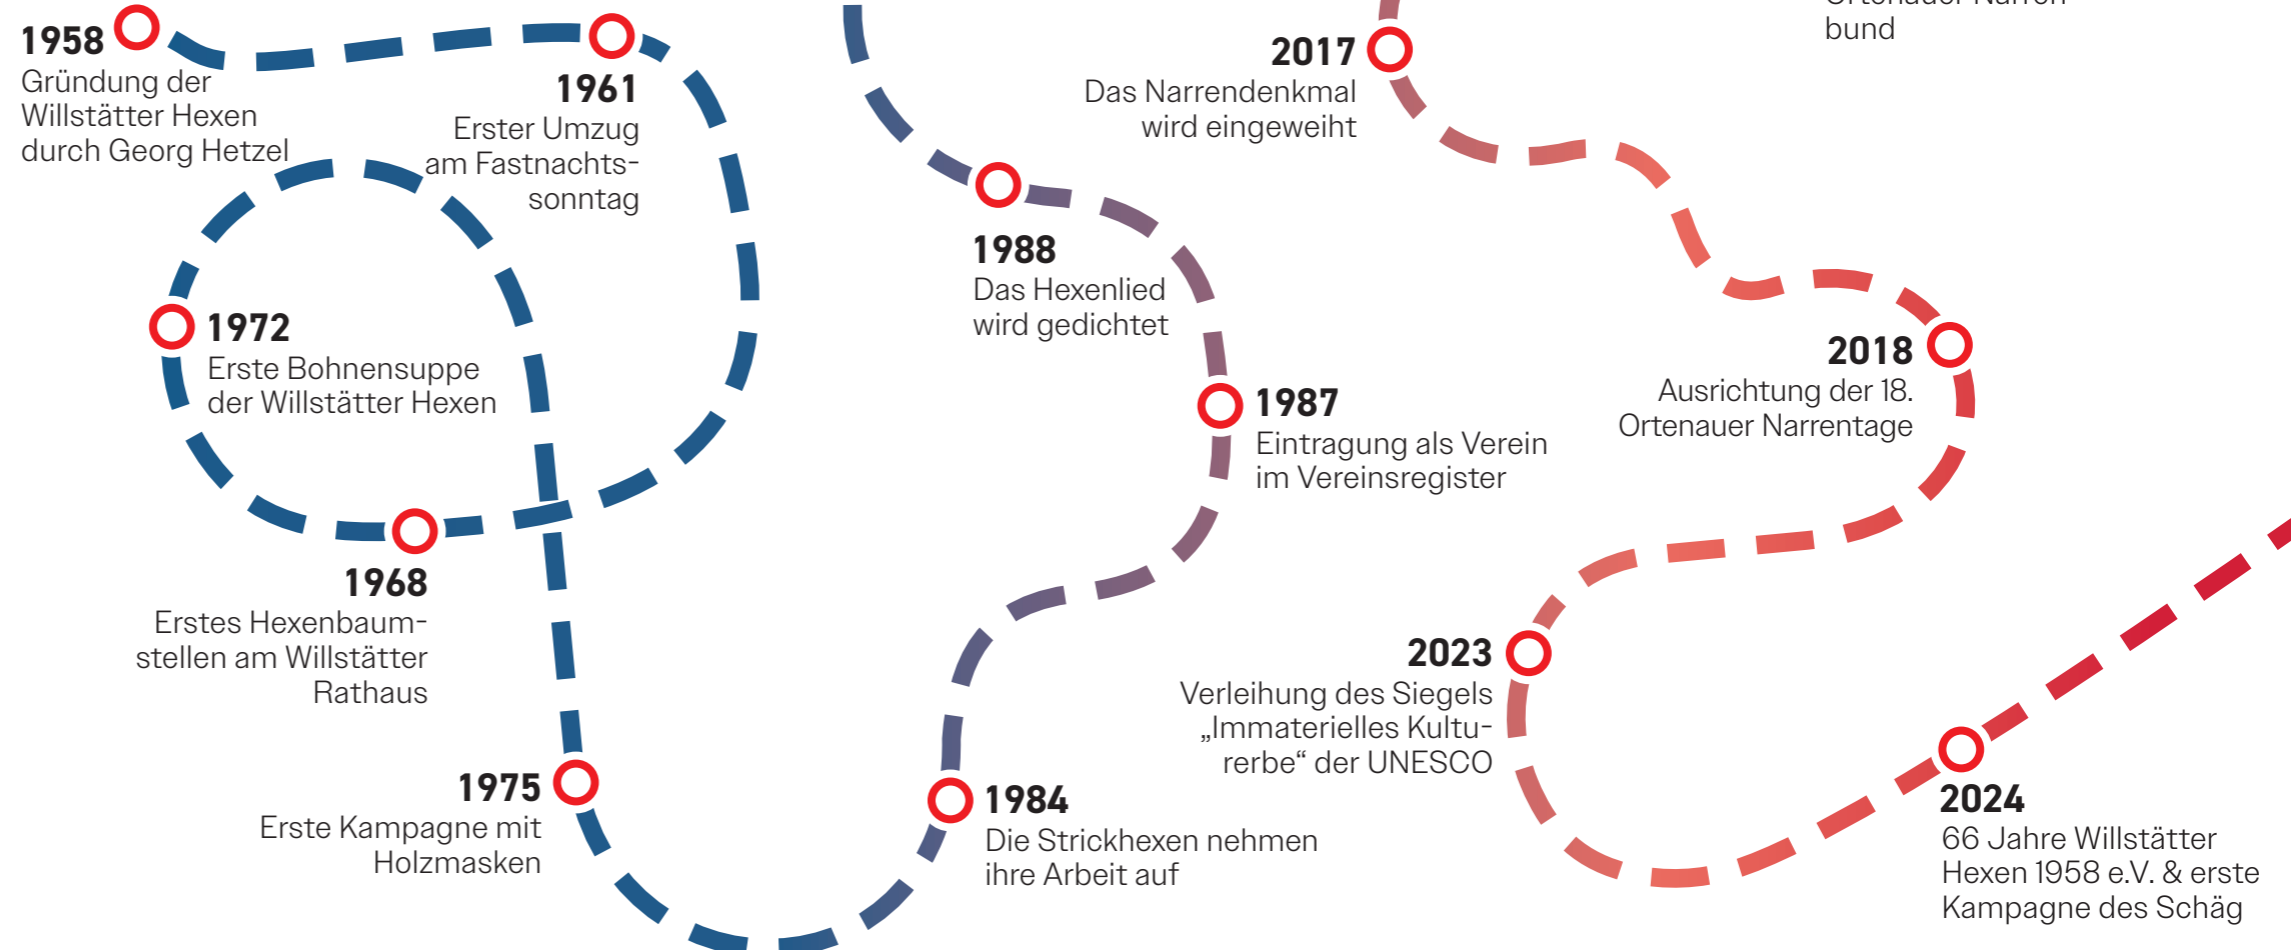 1958
Gründung der
Willstätter Hexen
durch Georg Hetzel
1961
Erster Umzug
am Fastnachts-
sonntag
1968
Erstes Hexenbaum-
stellen am Willstätter
Rathaus
1972
Erste Bohnensuppe
der Willstätter Hexen
1975
Erste Kampagne mit
Holzmasken
1984
Die Strickhexen nehmen
ihre Arbeit auf
1987
Eintragung als Verein
im Vereinsregister
1988
Das Hexenlied
wird gedichtet
bund
2017
Das Narrendenkmal
wird eingeweiht
2018
Ausrichtung der 18.
Ortenauer Narrentage
2023
Verleihung des Siegels
„Immaterielles Kultu-
rerbe“ der UNESCO
2024
66 Jahre Willstätter
Hexen 1958 e.V. & erste
Kampagne des Schäg